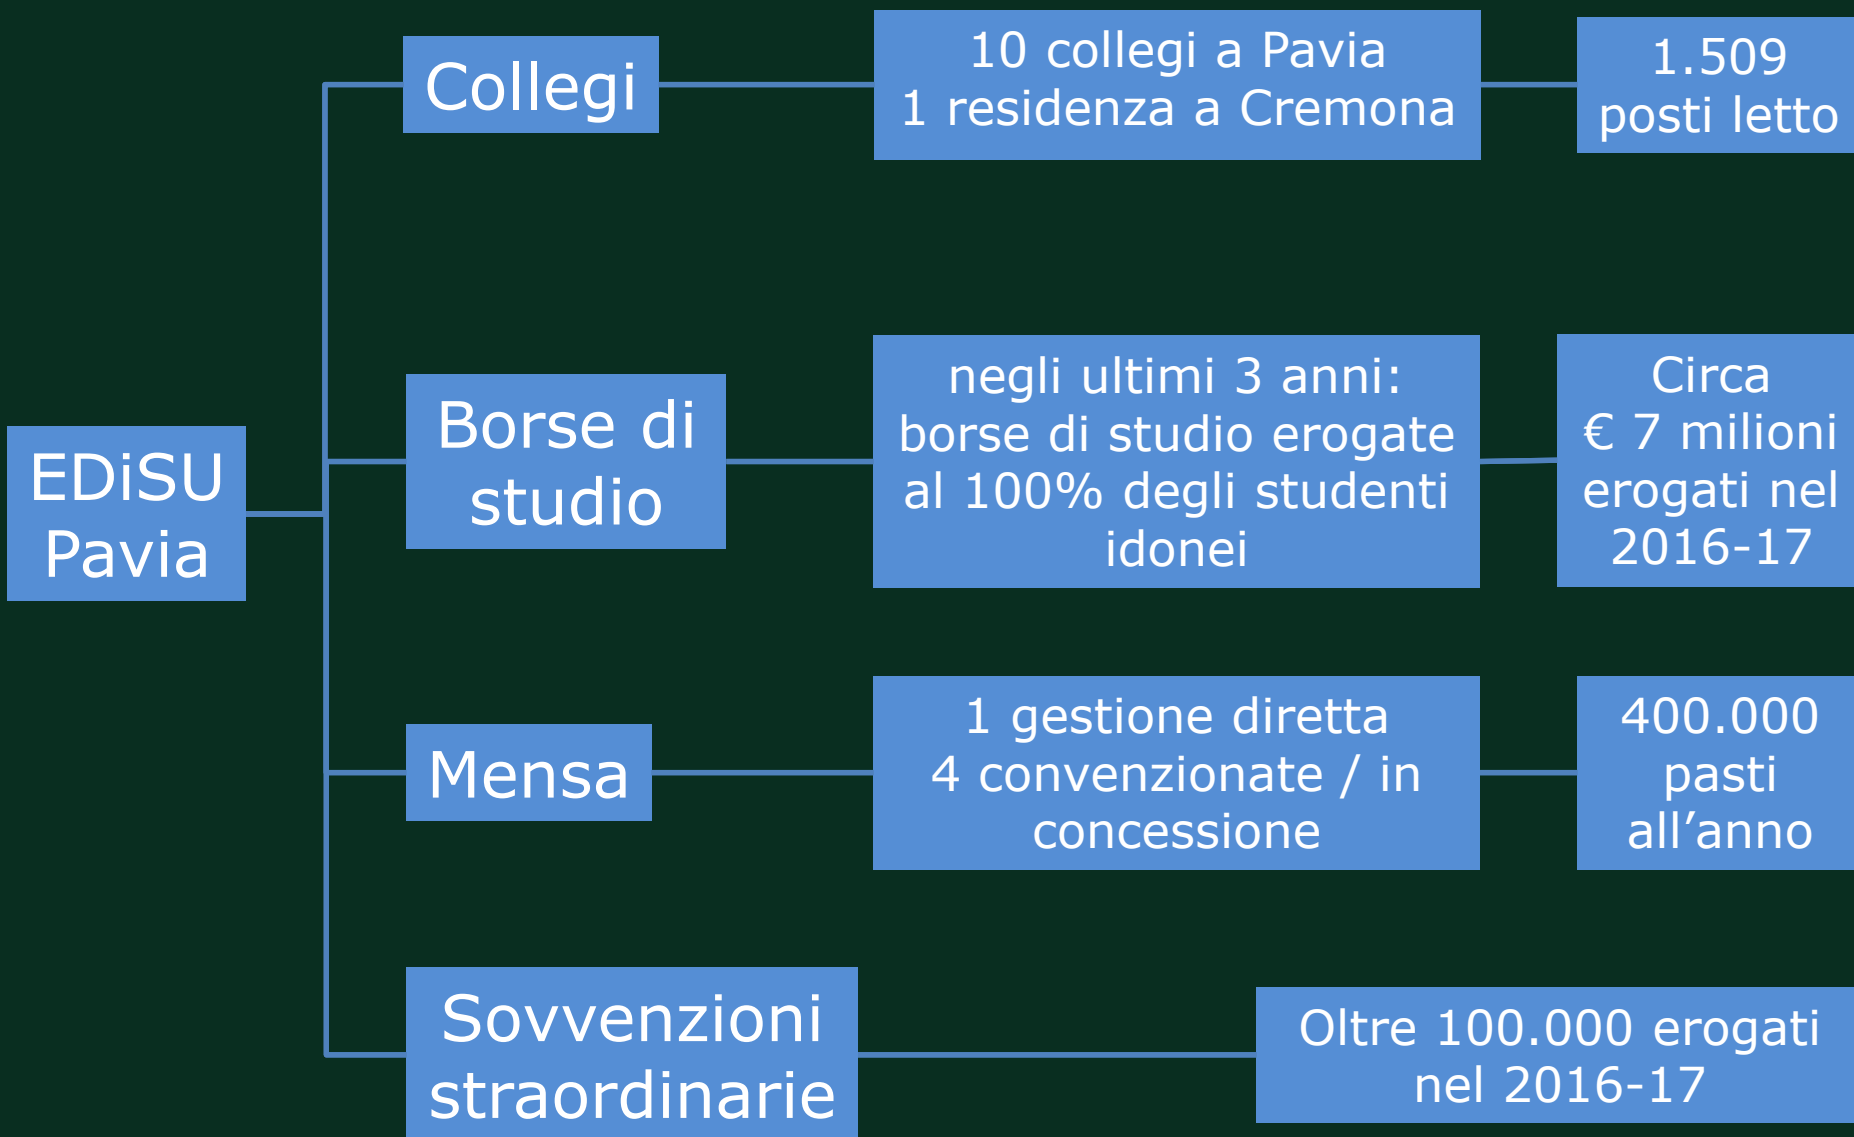 EDiSU
Pavia
Collegi
10 collegi a Pavia
1 residenza a Cremona
1.509
posti letto
Borse di
studio
negli ultimi 3 anni:
borse di studio erogate
al 100% degli studenti
idonei
Circa
€ 7 milioni
erogati nel
2016-17
Mensa
1 gestione diretta
4 convenzionate / in
concessione
400.000
pasti
all’anno
Sovvenzioni
straordinarie
Oltre 100.000 erogati
nel 2016-17